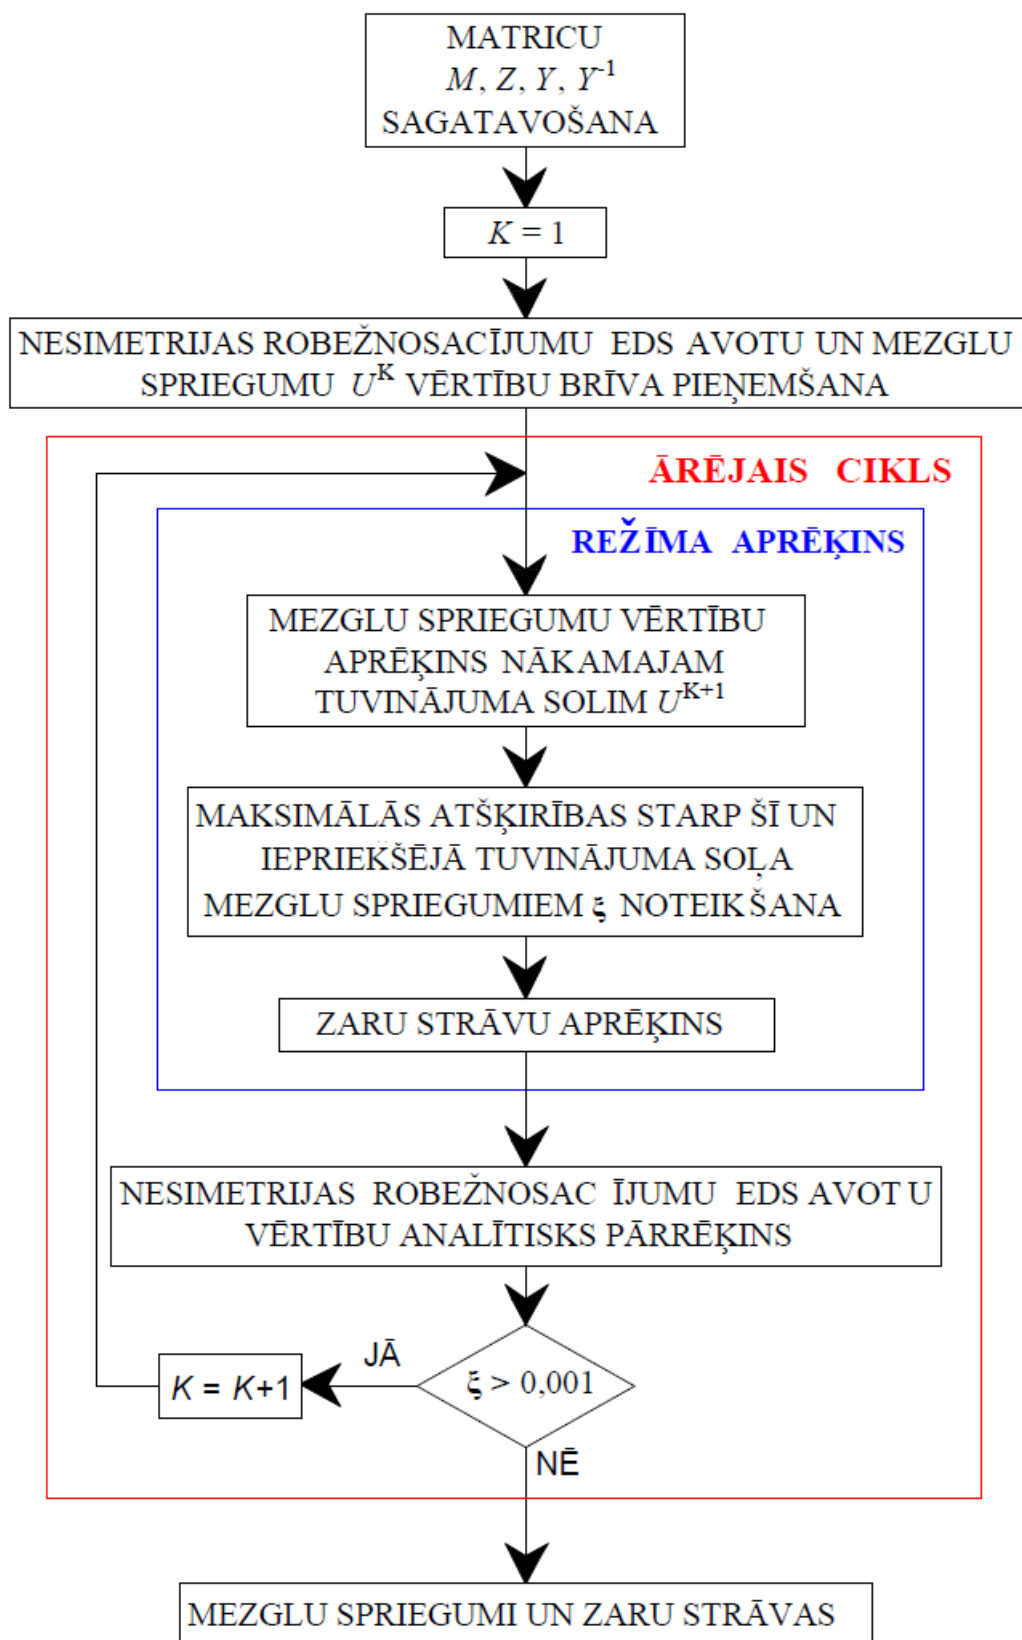 MATRICU
M, Z, Y, Y⁻¹
SAGATAVOŠANA
K = 1
NESIMETRIJAS ROBEŽNOSACĪJUMU EDS AVOTU UN MEZGLU
SPRIEGUMU Uᴷ VĒRTĪBU BRĪVA PIEŅEMŠANA
ĀRĒJAIS CIKLS
REŽĪMA APRĒĶINS
MEZGLU SPRIEGUMU VĒRTĪBU
APRĒĶINS NĀKAMAJAM
TUVINĀJUMA SOLIM Uᴷ⁺¹
MAKSIMĀLĀS ATŠĶIRĪBAS STARP ŠĪ UN
IEPRIEKŠĒJĀ TUVINĀJUMA SOĻA
MEZGLU SPRIEGUMIEM ξ NOTEIKŠANA
ZARU STRĀVU APRĒĶINS
NESIMETRIJAS ROBEŽNOSAC ĪJUMU EDS AVOT U
VĒRTĪBU ANALĪTISKS PĀRRĒĶINS
JĀ
K = K+1
ξ > 0,001
NĒ
MEZGLU SPRIEGUMI UN ZARU STRĀVAS